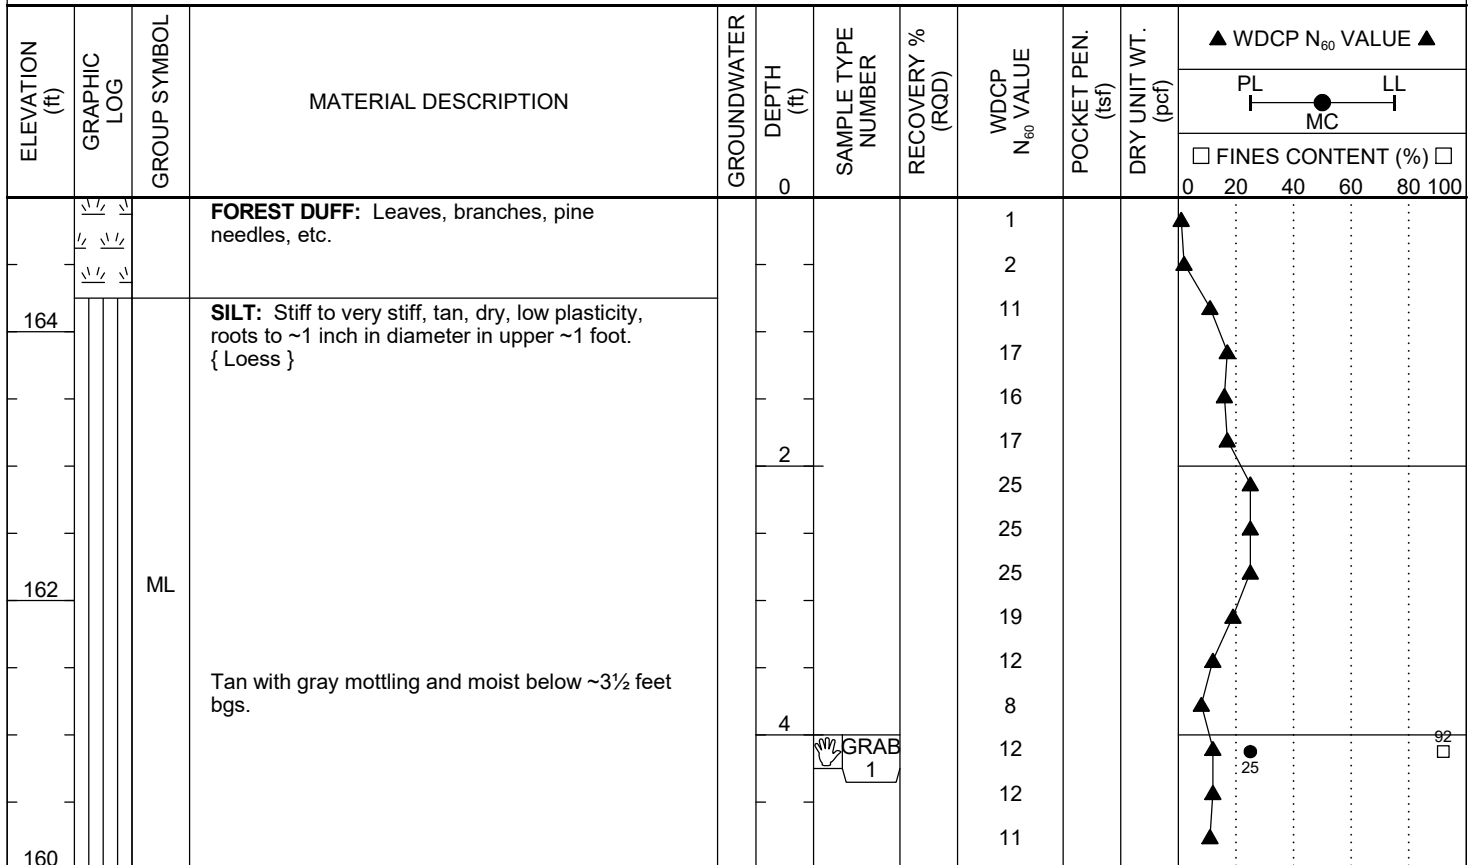 ELEVATION
(ft)
GRAPHIC
LOG
GROUP SYMBOL
MATERIAL DESCRIPTION
GROUNDWATER
DEPTH
(ft)
0
SAMPLE TYPE
NUMBER
RECOVERY %
(RQD)
WDCP
N60 VALUE
POCKET PEN.
(tsf)
DRY UNIT WT.
(pcf)
▲ WDCP N60 VALUE ▲
PL LL
MC
□ FINES CONTENT (%) □
0 20 40 60 80 100
FOREST DUFF: Leaves, branches, pine
needles, etc.
1
2
SILT: Stiff to very stiff, tan, dry, low plasticity,
roots to ~1 inch in diameter in upper ~1 foot.
{ Loess }
11
164
17
16
17
2
25
25
25
162
ML
19
12
Tan with gray mottling and moist below ~3½ feet
bgs.
8
4
GRAB
1
12
25
92
12
11
160